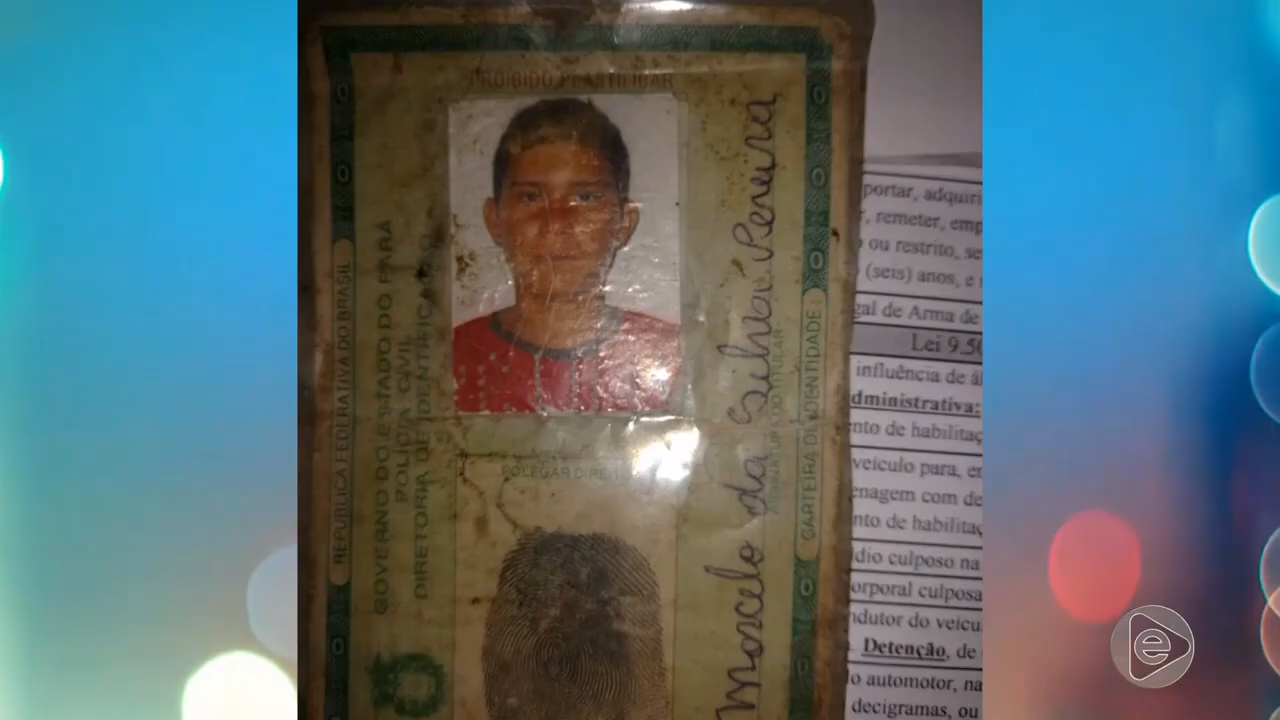 PROIBIDO PLASTIFICAR
REPÚBLICA FEDERATIVA DO BRASIL
GOVERNO DO ESTADO DO PARÁ
POLÍCIA CIVIL
DIRETORIA DE IDENTIFICAÇÃO
POLEGAR DIREITO
Marcelo da Silva Pereira
ASSINATURA DO TITULAR
CARTEIRA DE IDENTIDADE
portar, adquiri
r, remeter, emp
ou restrito, se
(seis) anos, e
gal de Arma de
Lei 9.50
influência de ál
dministrativa:
nto de habilitaç
veículo para, en
enagem com de
nto de habilitaç
dio culposo na
orporal culposa
ndutor do veícu
Detenção, de
o automotor, na
decigramas, ou
e